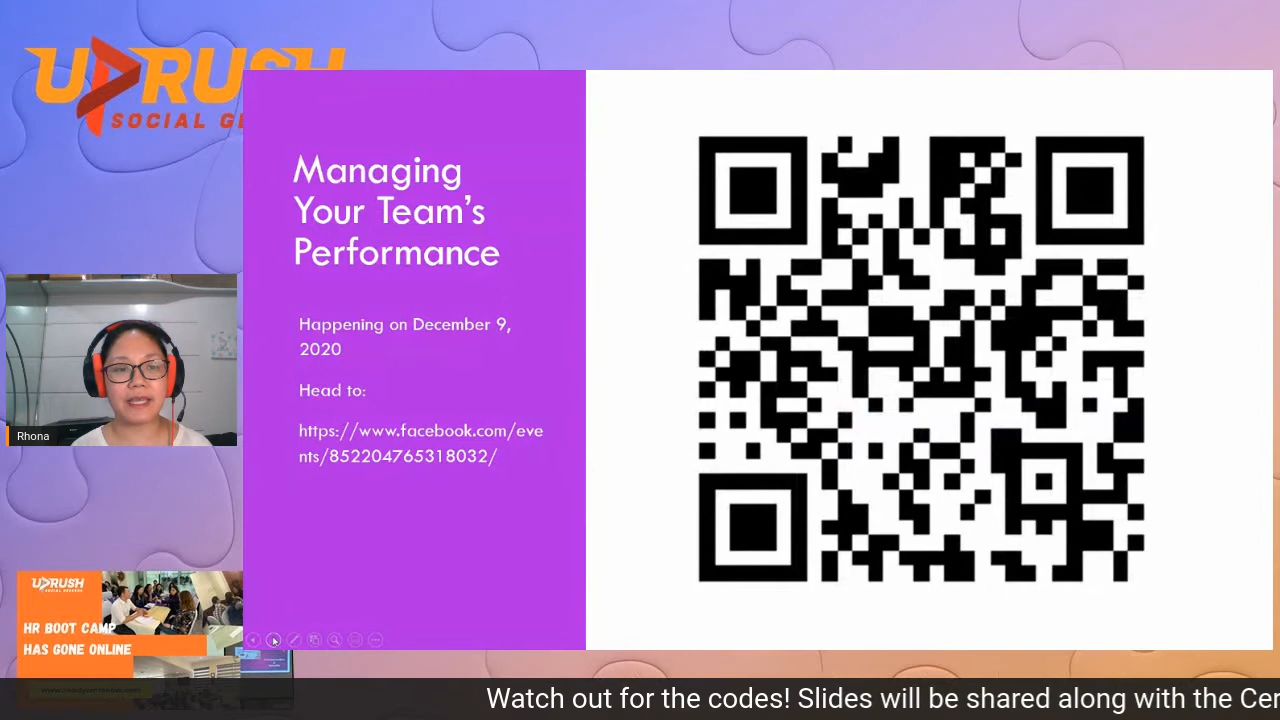 UPRUSH
SOCIAL
Managing
Your Team's
Performance
Happening on December 9,
2020
Head to:
https://www.facebook.com/eve
nts/852204765318032/
Rhona
UPRUSH
SOCIAL GEEKSEN
HR BOOT CAMP
HAS GONE ONLINE
Watch out for the codes! Slides will be shared along with the Cer